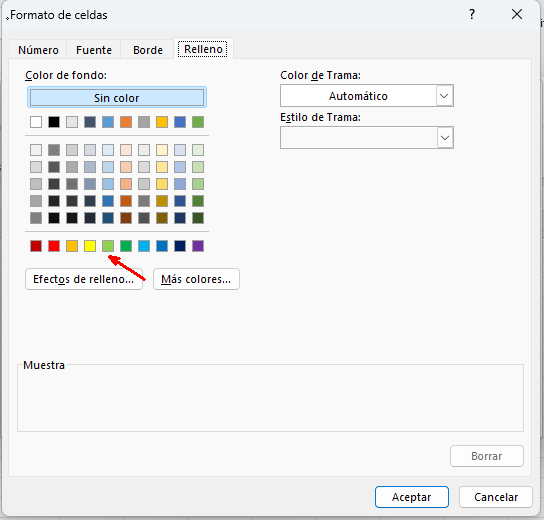 Formato de celdas
?
Número Fuente Borde Relleno
Color de fondo:
Sin color
Color de Trama:
Automático
Estilo de Trama:
Efectos de relleno... Más colores...
Muestra
Borrar
Aceptar Cancelar